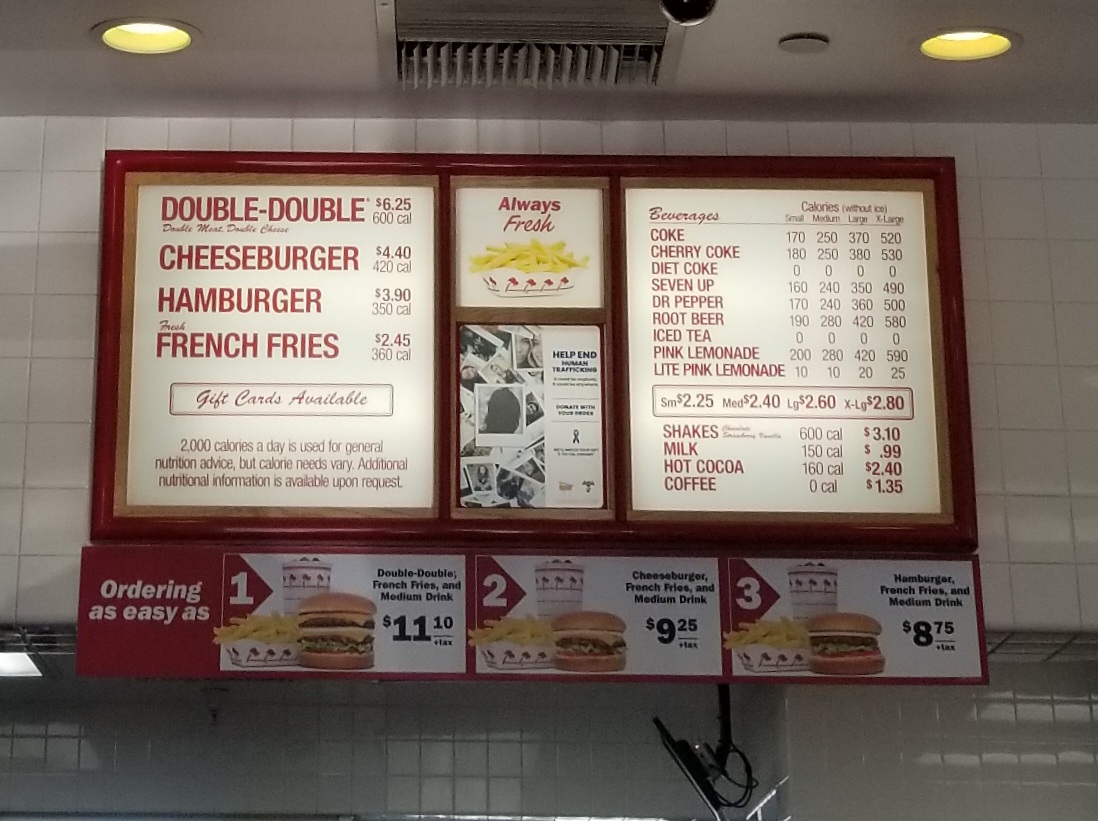 DOUBLE-DOUBLE® $6.25
Double Meat, Double Cheese 600 cal
CHEESEBURGER $4.40
420 cal
HAMBURGER $3.90
350 cal
Fresh
FRENCH FRIES $2.45
360 cal
Gift Cards Available
2,000 calories a day is used for general
nutrition advice, but calorie needs vary. Additional
nutritional information is available upon request.
Always
Fresh
HELP END
HUMAN
TRAFFICKING
DONATE WITH
YOUR ORDER
Beverages Calories (without ice)
Small Medium Large X-Large
COKE 170 250 370 520
CHERRY COKE 180 250 380 530
DIET COKE 0 0 0 0
SEVEN UP 160 240 350 490
DR PEPPER 170 240 360 500
ROOT BEER 190 280 420 580
ICED TEA 0 0 0 0
PINK LEMONADE 200 280 420 590
LITE PINK LEMONADE 10 10 20 25
Sm$2.25 Med$2.40 Lg$2.60 X-Lg$2.80
SHAKES Chocolate Strawberry Vanilla 600 cal $3.10
MILK 150 cal $ .99
HOT COCOA 160 cal $2.40
COFFEE 0 cal $1.35
Ordering
as easy as
1
Double-Double,
French Fries, and
Medium Drink
$11 10
+tax
2
Cheeseburger,
French Fries, and
Medium Drink
$9 25
+tax
3
Hamburger,
French Fries, and
Medium Drink
$8 75
+tax